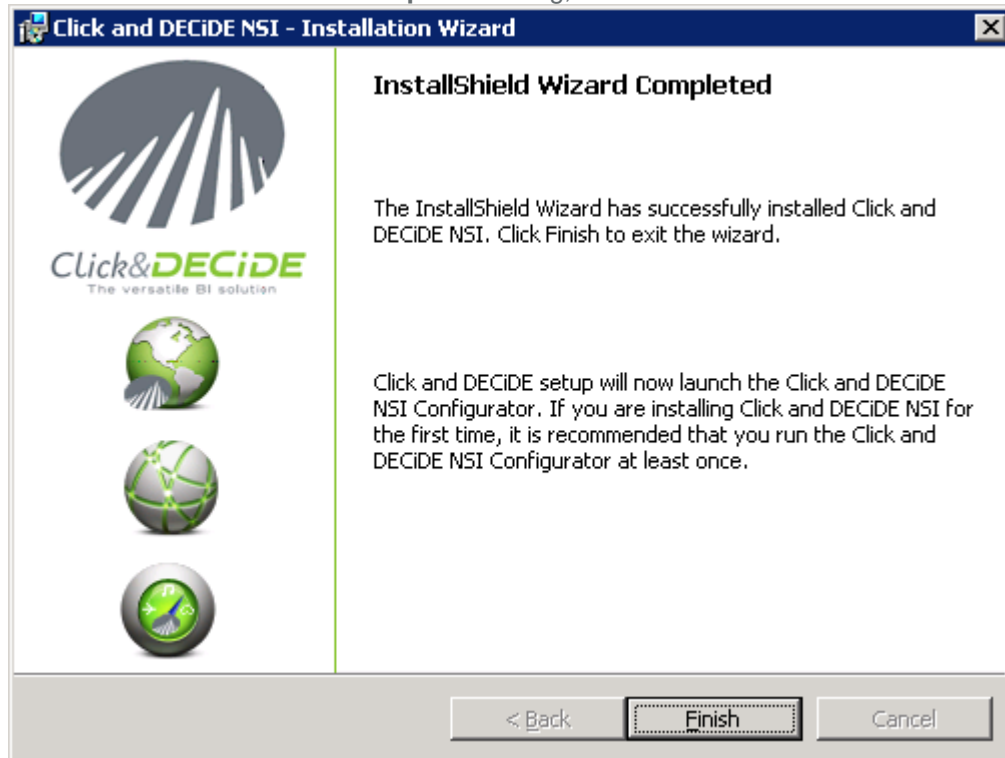 Click and DECiDE NSI - Installation Wizard
InstallShield Wizard Completed
The InstallShield Wizard has successfully installed Click and
DECiDE NSI. Click Finish to exit the wizard.
Click&DECiDE
The versatile BI solution
Click and DECiDE setup will now launch the Click and DECiDE
NSI Configurator. If you are installing Click and DECiDE NSI for
the first time, it is recommended that you run the Click and
DECiDE NSI Configurator at least once.
< Back Finish Cancel